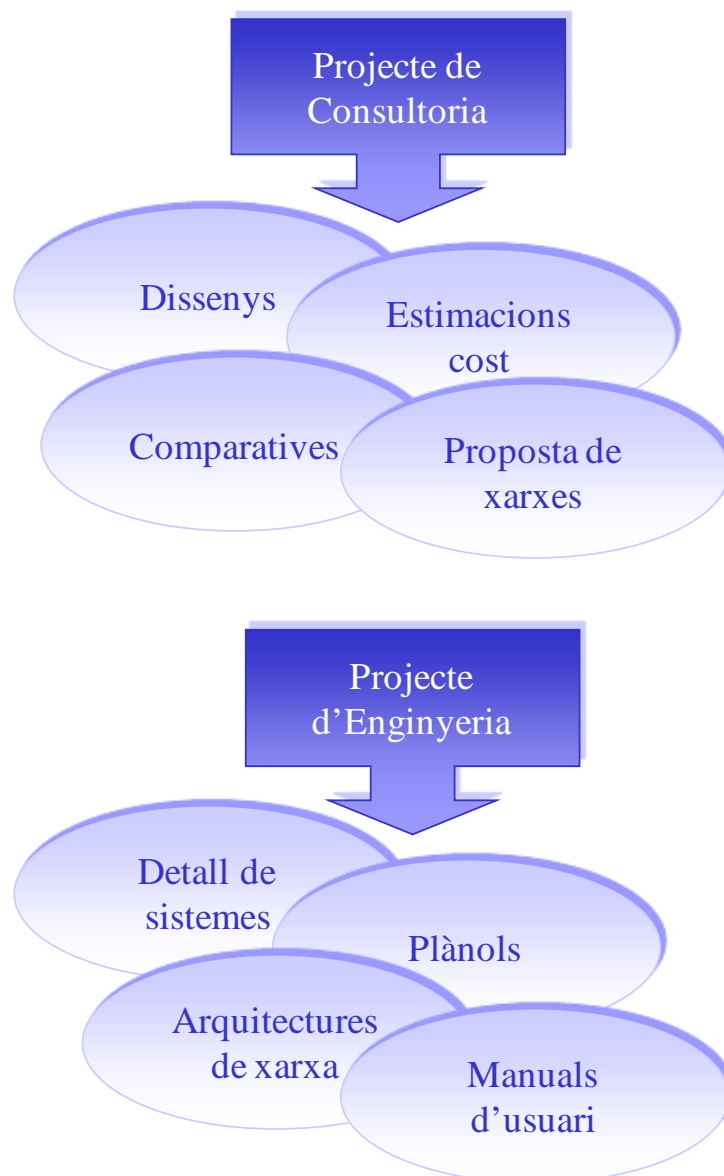 Projecte de
Consultoria
Dissenys
Estimacions
cost
Comparatives
Proposta de
xarxes
Projecte
d’Enginyeria
Detall de
sistemes
Plànols
Arquitectures
de xarxa
Manuals
d’usuari